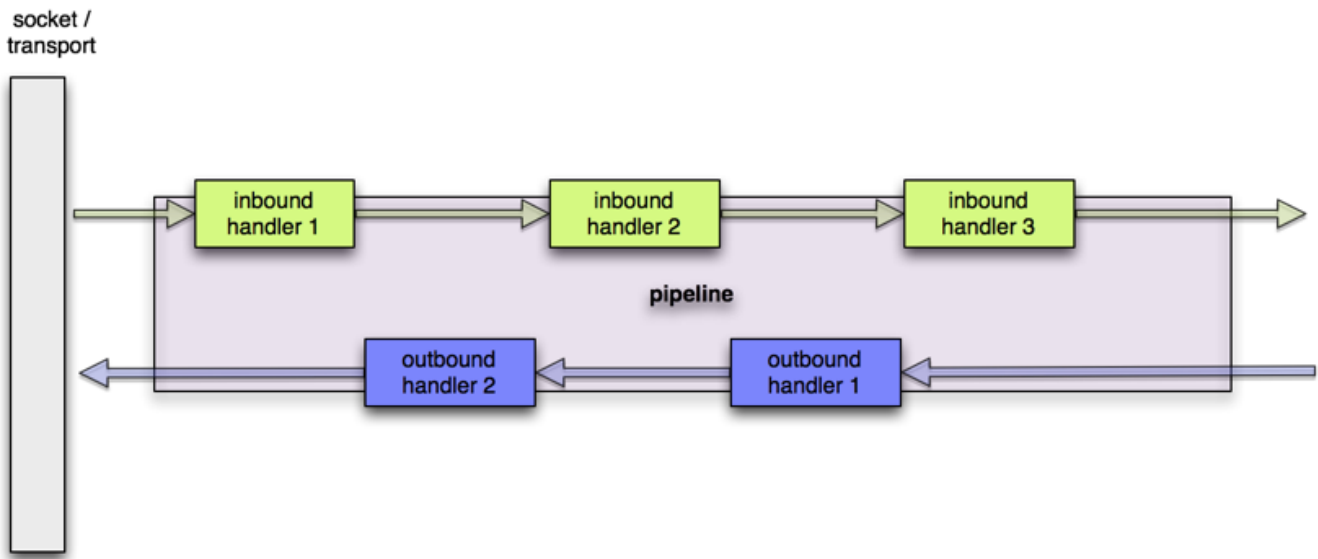 socket /
transport
inbound
handler 1
inbound
handler 2
inbound
handler 3
pipeline
outbound
handler 2
outbound
handler 1